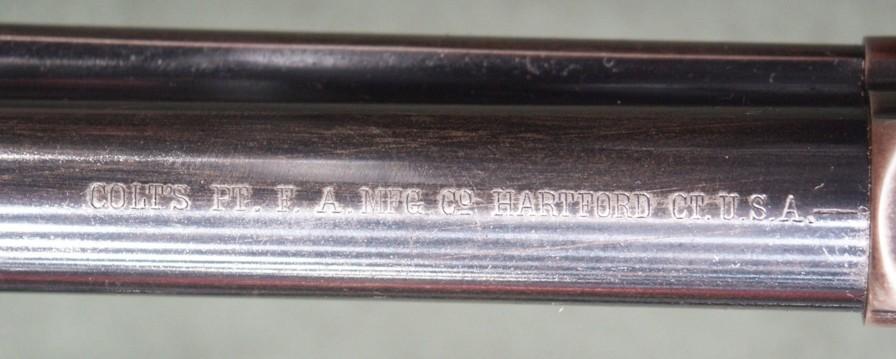 COLT'S PT. F. A. MFG Cº HARTFORD CT. U.S.A.